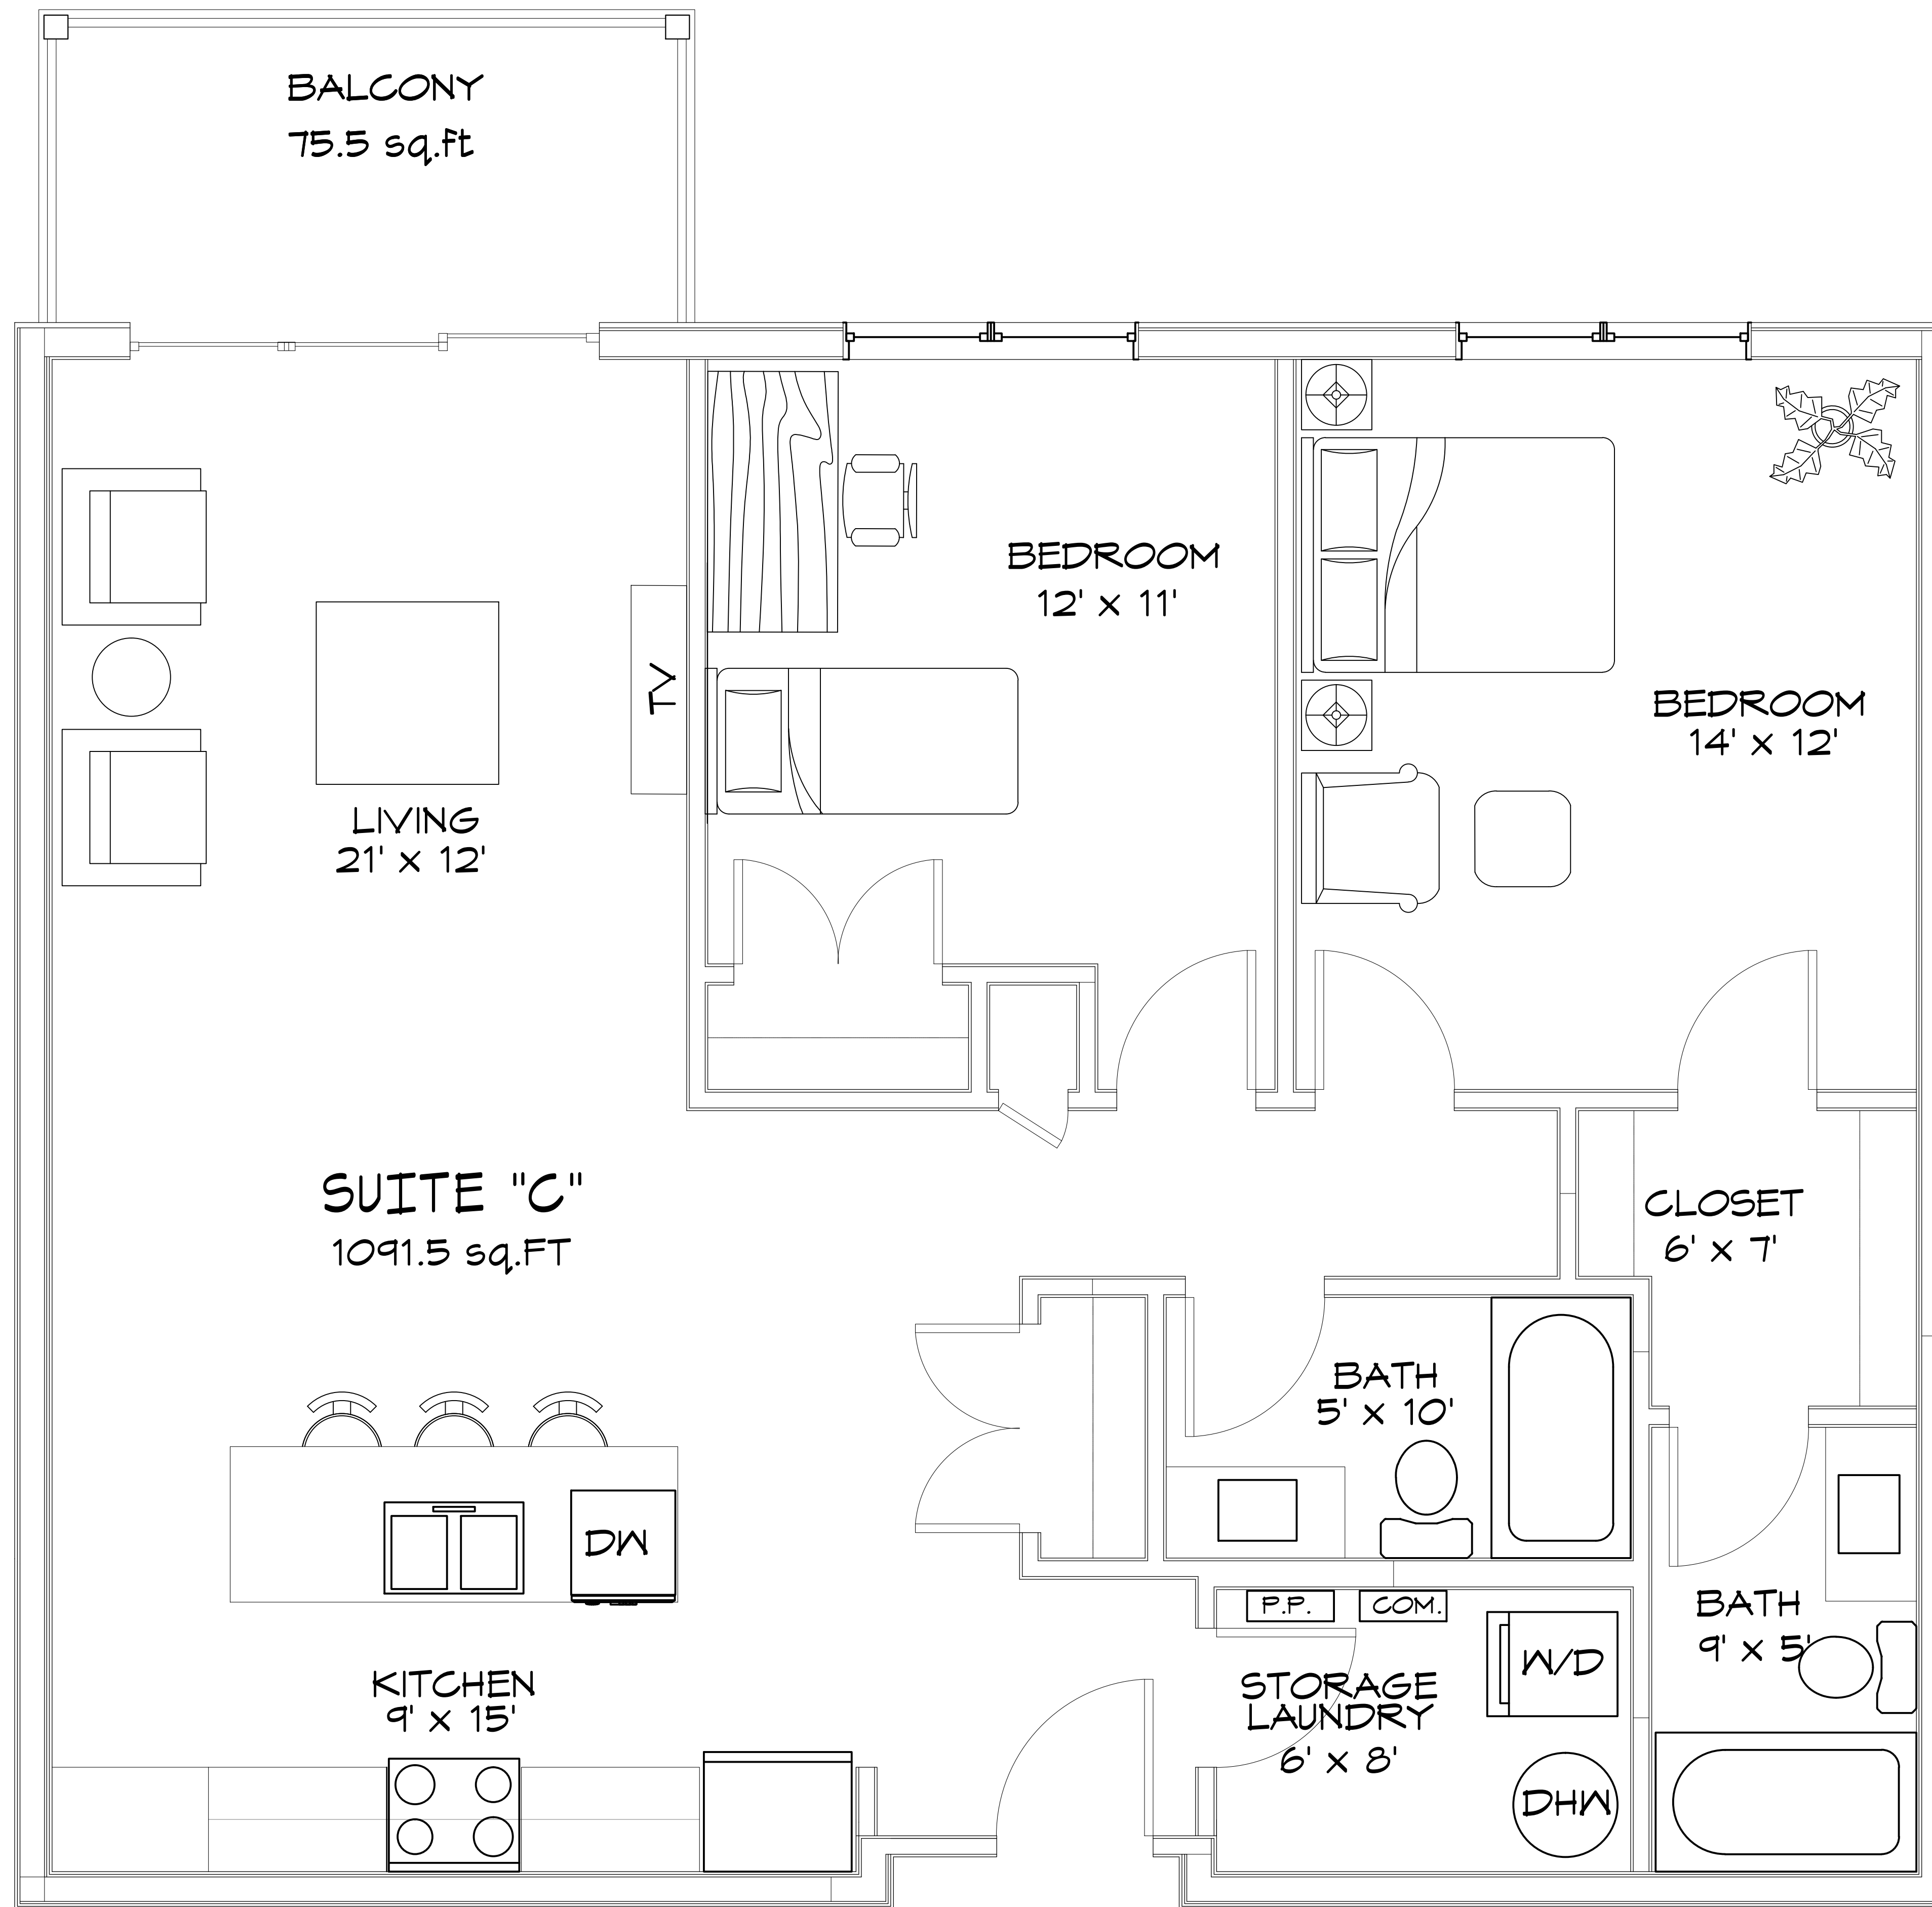 BALCONY
75.5 sq.ft
BEDROOM
12' x 11'
BEDROOM
14' x 12'
TV
LIVING
21' x 12'
SUITE "C"
1091.5 sq.FT
CLOSET
6' x 7'
BATH
5' x 10'
DW
P.P.
COM.
BATH
9' x 5'
W/D
KITCHEN
9' x 15'
STORAGE
LAUNDRY
6' x 8'
DHW